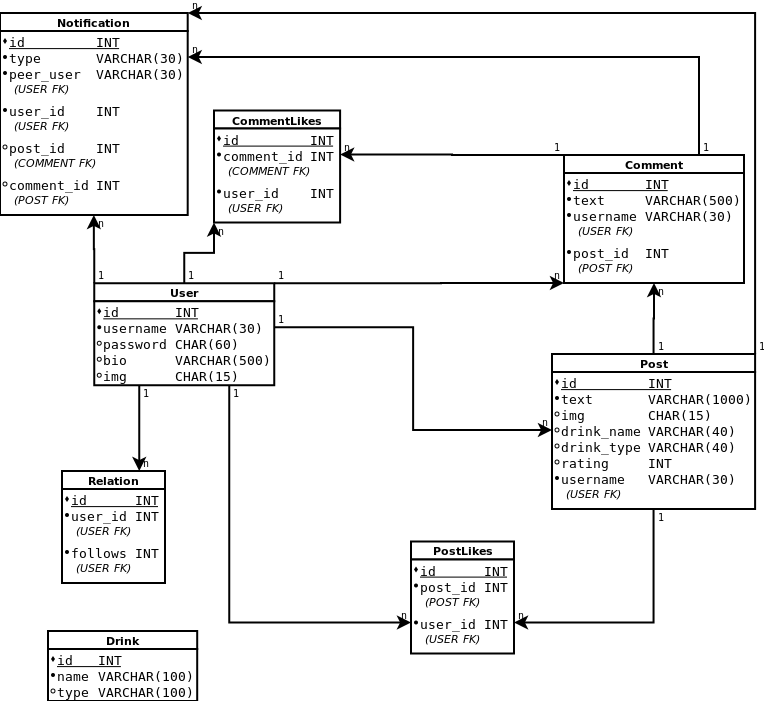 n
Notification
id INT
type VARCHAR(30)
peer_user VARCHAR(30)
(USER FK)
user_id INT
(USER FK)
post_id INT
(COMMENT FK)
comment_id INT
(POST FK)
n
n
CommentLikes
id INT
comment_id INT
(COMMENT FK)
user_id INT
(USER FK)
n
1
1
Comment
id INT
text VARCHAR(500)
username VARCHAR(30)
(USER FK)
post_id INT
(POST FK)
n
n
n
1
1
1
User
id INT
username VARCHAR(30)
password CHAR(60)
bio VARCHAR(500)
img CHAR(15)
1
1
1
1
1
Post
id INT
text VARCHAR(1000)
img CHAR(15)
drink_name VARCHAR(40)
drink_type VARCHAR(40)
rating INT
username VARCHAR(30)
(USER FK)
n
1
n
Relation
id INT
user_id INT
(USER FK)
follows INT
(USER FK)
PostLikes
id INT
post_id INT
(POST FK)
user_id INT
(USER FK)
n
n
Drink
id INT
name VARCHAR(100)
type VARCHAR(100)